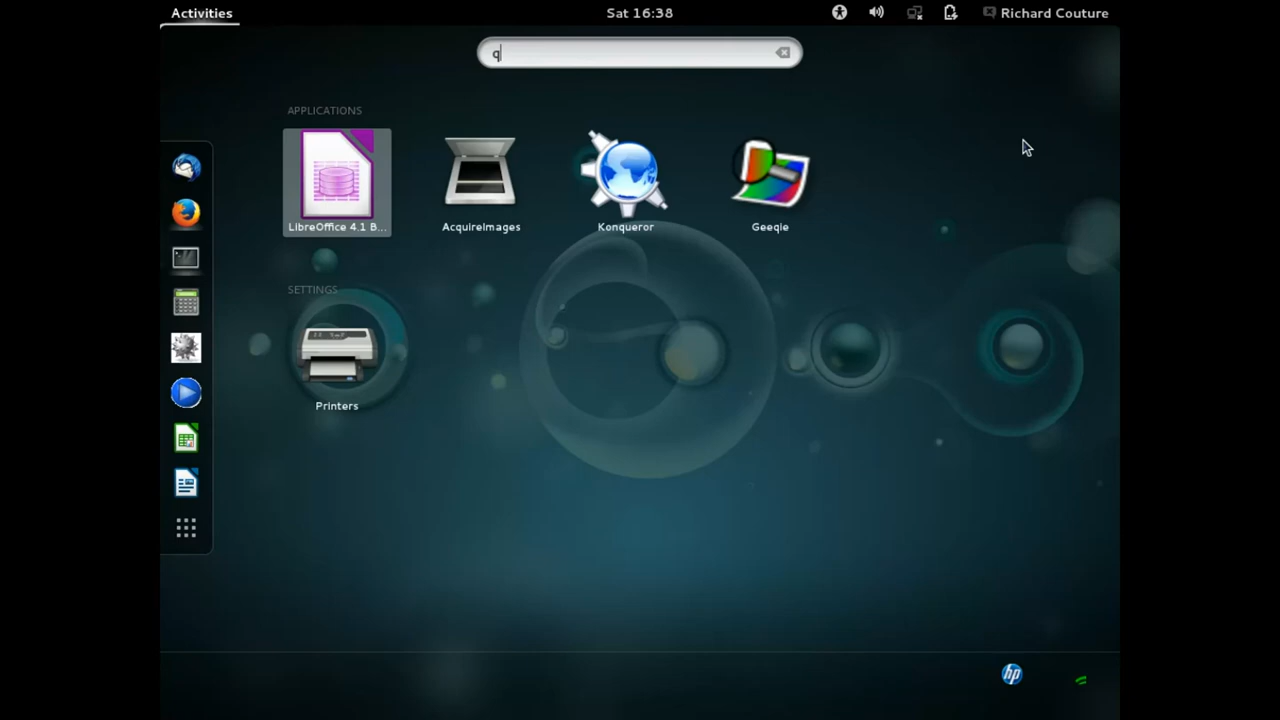 Activities
Sat 16:38
Richard Couture
q
APPLICATIONS
LibreOffice 4.1 B...
AcquireImages
Konqueror
Geeqie
SETTINGS
Printers
hp